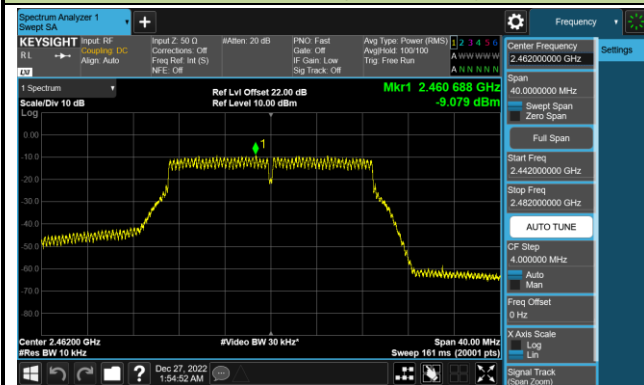 Spectrum Analyzer 1
Swept SA
+
Frequency
KEYSIGHT
RL
LXI
Input: RF
Coupling: DC
Align: Auto
Input Z: 50 Ω
Corrections: Off
Freq Ref: Int (S)
NFE: Off
#Atten: 20 dB
PNO: Fast
Gate: Off
IF Gain: Low
Sig Track: Off
Avg Type: Power (RMS)
Avg|Hold: 100/100
Trig: Free Run
1 2 3 4 5 6
A W W W W W
A N N N N N
1 Spectrum
Scale/Div 10 dB
Log
Ref Lvl Offset 22.00 dB
Ref Level 10.00 dBm
Mkr1 2.460 688 GHz
-9.079 dBm
1
0.00
-10.0
-20.0
-30.0
-40.0
-50.0
-60.0
-70.0
-80.0
Center 2.46200 GHz
#Res BW 10 kHz
#Video BW 30 kHz*
Span 40.00 MHz
Sweep 161 ms (20001 pts)
Dec 27, 2022
1:54:52 AM
?
Center Frequency
2.462000000 GHz
Settings
Span
40.0000000 MHz
Swept Span
Zero Span
Full Span
Start Freq
2.442000000 GHz
Stop Freq
2.482000000 GHz
AUTO TUNE
CF Step
4.000000 MHz
Auto
Man
Freq Offset
0 Hz
X Axis Scale
Log
Lin
Signal Track
(Span Zoom)